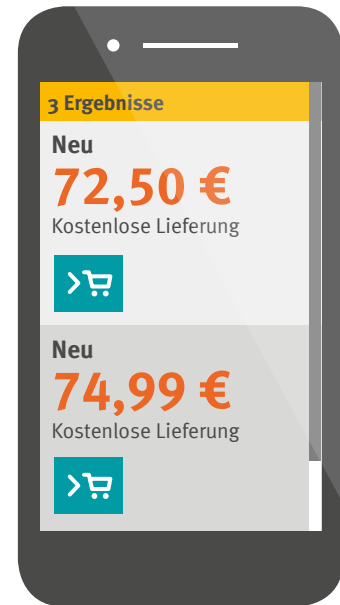 3 Ergebnisse
Neu
72,50 €
Kostenlose Lieferung
Neu
74,99 €
Kostenlose Lieferung